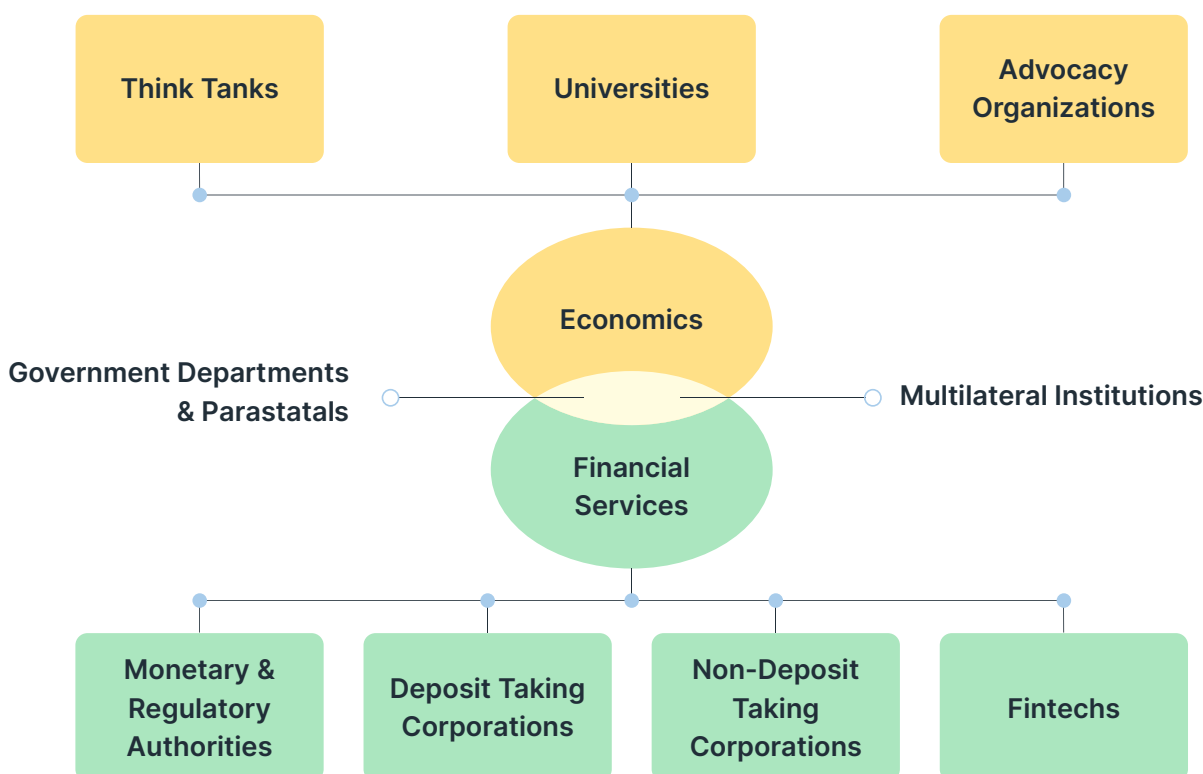 Think Tanks
Universities
Advocacy
Organizations
Economics
Government Departments
& Parastatals
Multilateral Institutions
Financial
Services
Monetary &
Regulatory
Authorities
Deposit Taking
Corporations
Non-Deposit
Taking
Corporations
Fintechs